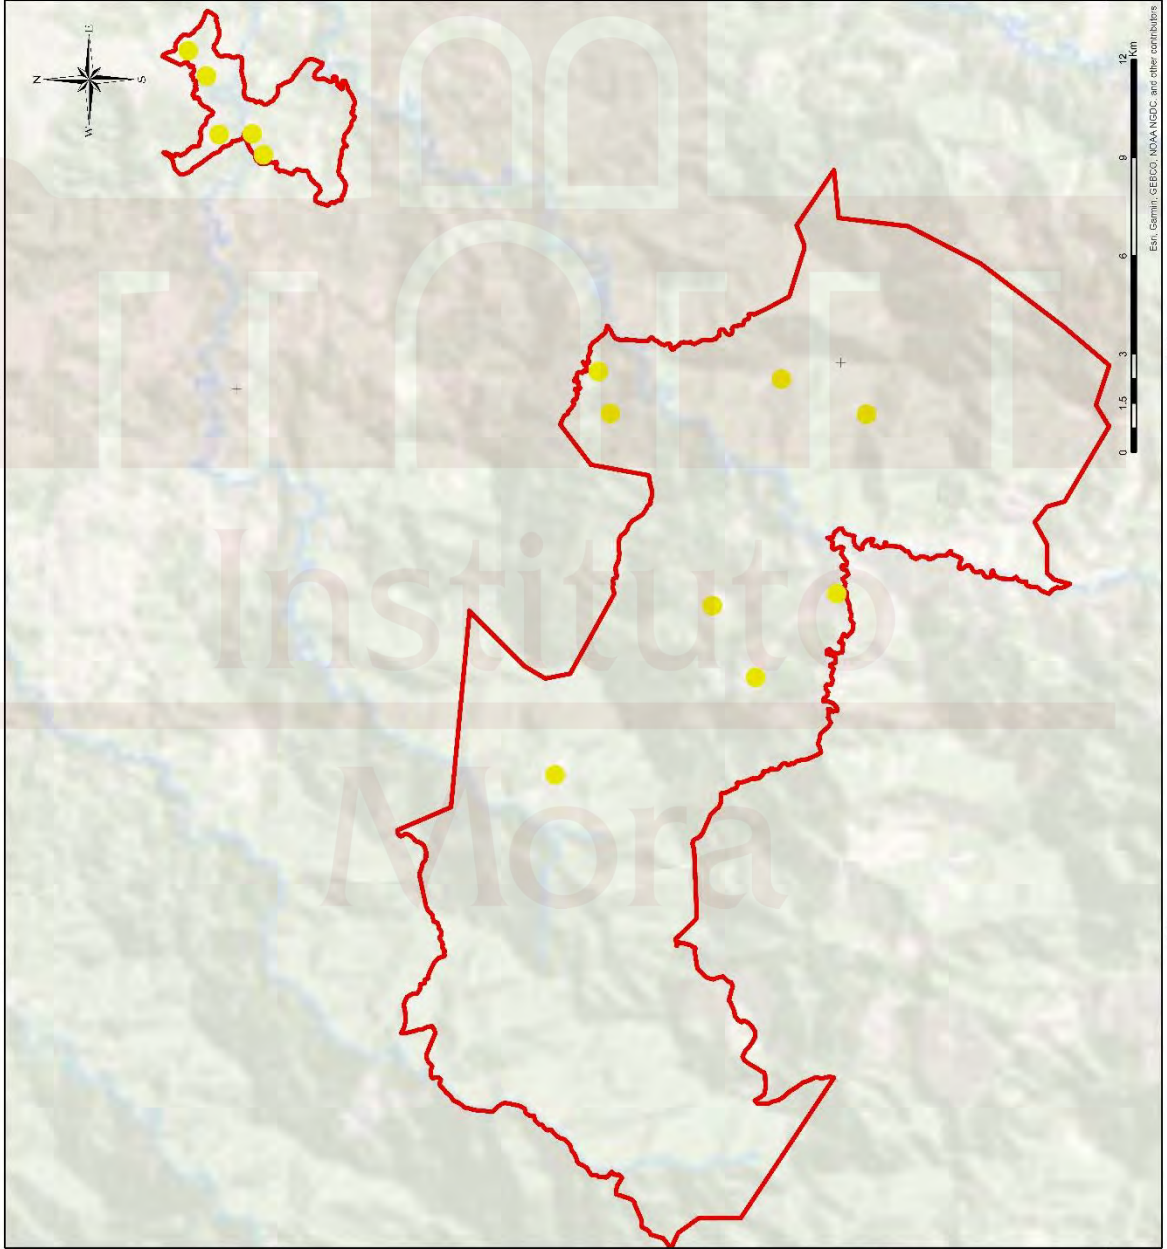 N
E
S
W
Instituto
Mora
0 1.5 3 6 9 12
Km
Esri, Garmin, GEBCO, NOAA NGDC, and other contributors